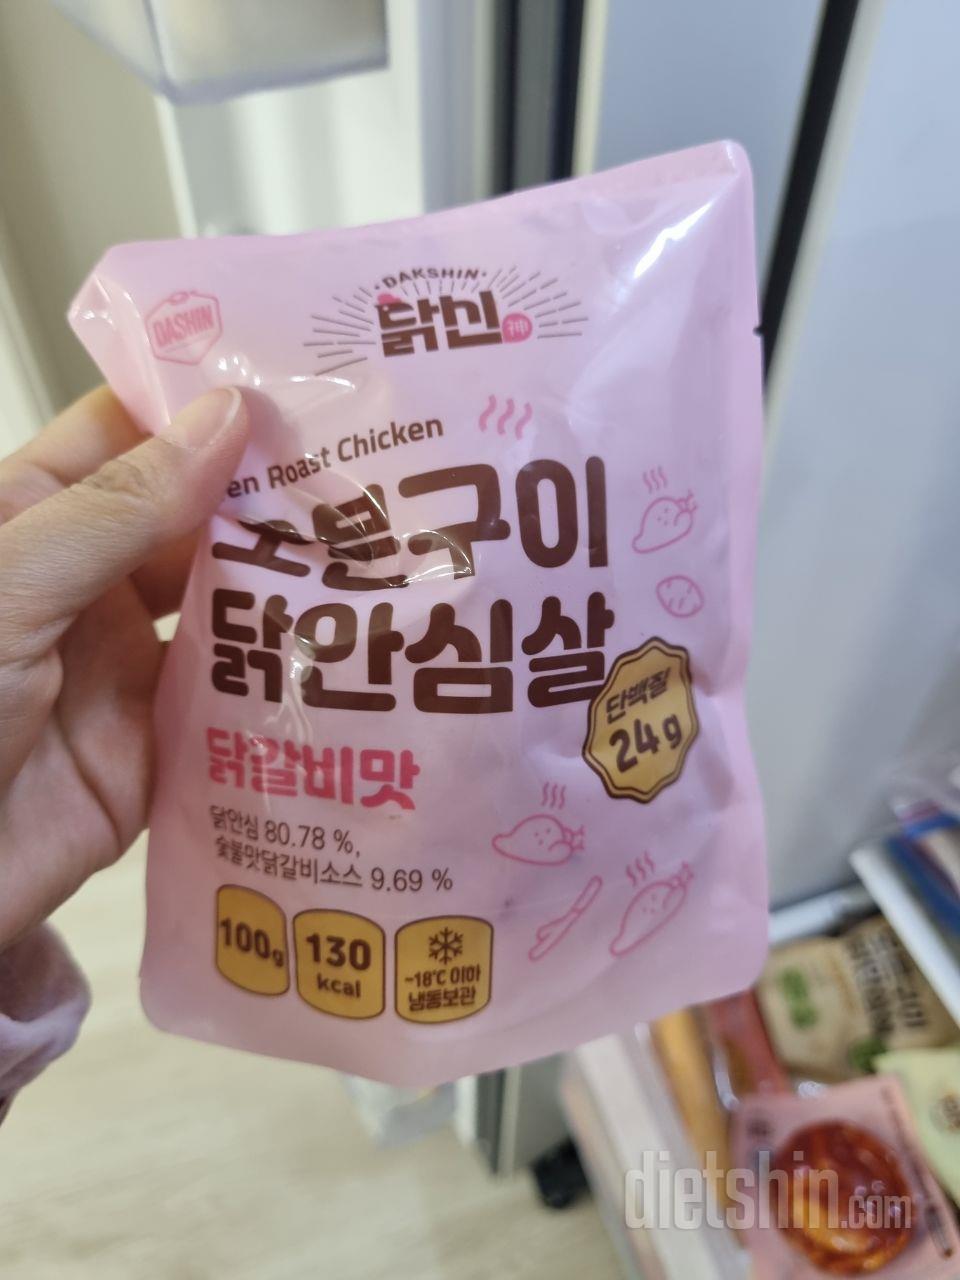 DASHIN
·DAKSHIN·
닭신
神
en Roast Chicken
오븐구이
닭안심살
단백질
24g
닭갈비맛
닭안심 80.78 %,
숯불맛닭갈비소스 9.69 %
100g
130
kcal
-18℃ 이하
냉동보관
dietshin.com